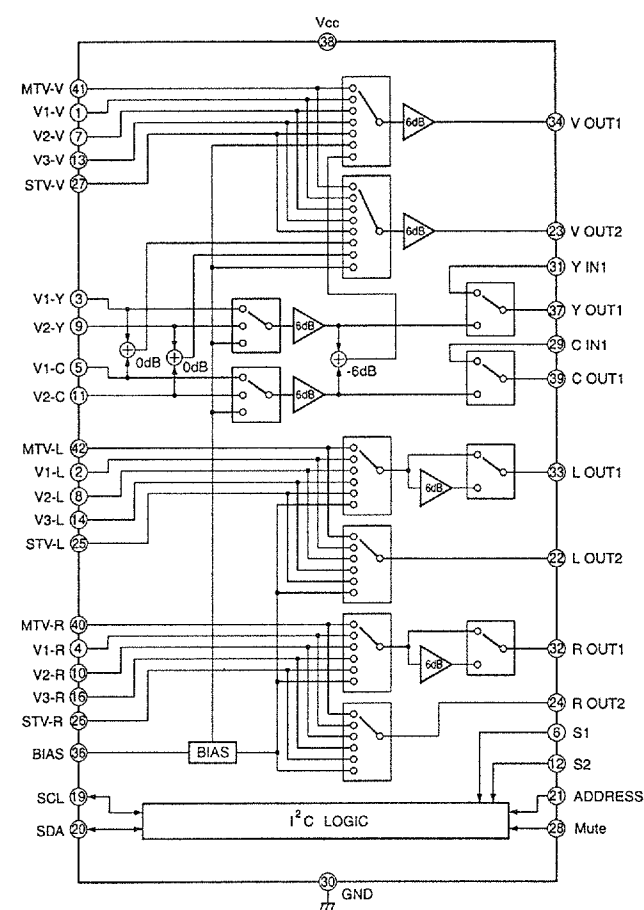 Vcc
38
MTV-V 41
V1-V 1
V2-V 7
V3-V 13
STV-V 27
6dB
34 V OUT1
6dB
23 V OUT2
31 Y IN1
V1-Y 3
V2-Y 9
0dB
0dB
6dB
37 Y OUT1
29 C IN1
V1-C 5
V2-C 11
6dB
-6dB
39 C OUT1
MTV-L 42
V1-L 2
V2-L 8
V3-L 14
STV-L 25
6dB
33 L OUT1
22 L OUT2
MTV-R 40
V1-R 4
V2-R 10
V3-R 16
STV-R 26
6dB
32 R OUT1
24 R OUT2
BIAS 36
BIAS
6 S1
12 S2
SCL 19
SDA 20
I²C LOGIC
21 ADDRESS
28 Mute
30 GND